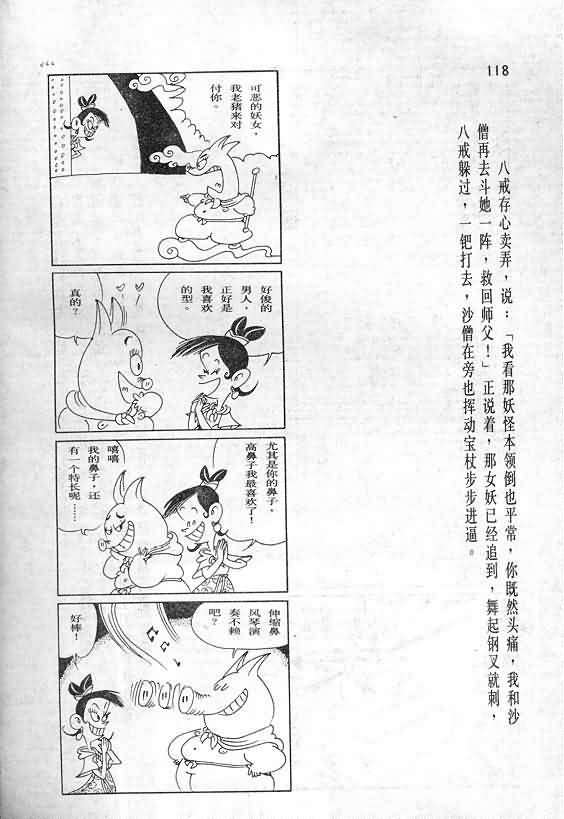 118
八戒存心卖弄，说：「我看那妖怪本领倒也平常，你既然头痛，我和沙
僧再去斗她一阵，救回师父！」正说着，那女妖已经追到，舞起钢叉就刺，
八戒躲过，一钯打去，沙僧在旁也挥动宝杖步步进逼。
可恶的妖女。
我老猪来对
付你。
好俊的
男人，
正好是
我喜欢
的型。
真的？
尤其是你的鼻子。
高鼻子我最喜欢了！
嘻嘻
我的鼻子，还
有一个特长呢……
伸缩鼻
风琴演
奏不赖
吧？
好棒！